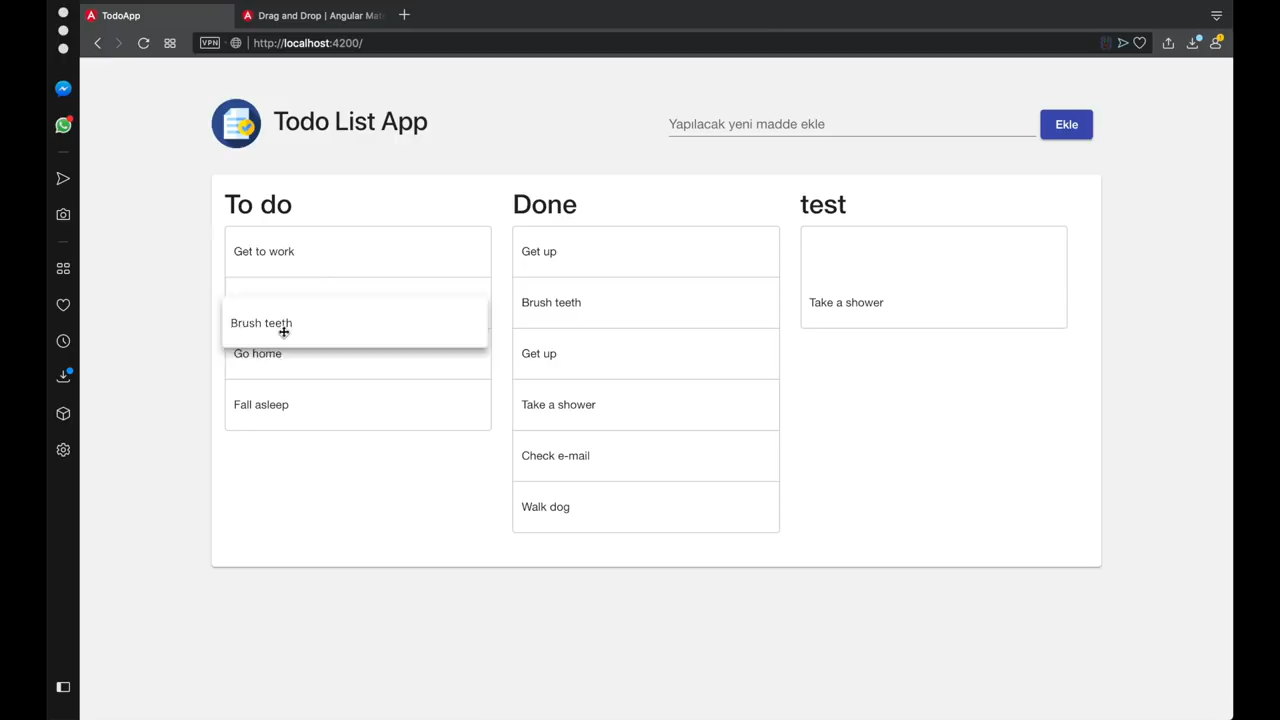 TodoApp
Drag and Drop | Angular Mat
VPN
http://localhost:4200/
Todo List App
Yapılacak yeni madde ekle
Ekle
To do
Get to work
Brush teeth
Go home
Fall asleep
Done
Get up
Brush teeth
Get up
Take a shower
Check e-mail
Walk dog
test
Take a shower